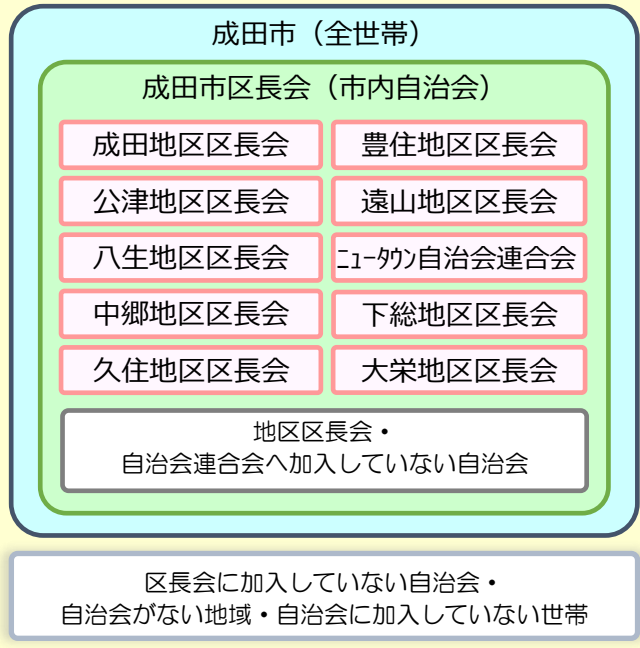 成田市（全世帯）
成田市区長会（市内自治会）
成田地区区長会
豊住地区区長会
公津地区区長会
遠山地区区長会
八生地区区長会
ﾆｭｰﾀｳﾝ自治会連合会
中郷地区区長会
下総地区区長会
久住地区区長会
大栄地区区長会
地区区長会・
自治会連合会へ加入していない自治会
区長会に加入していない自治会・
自治会がない地域・自治会に加入していない世帯